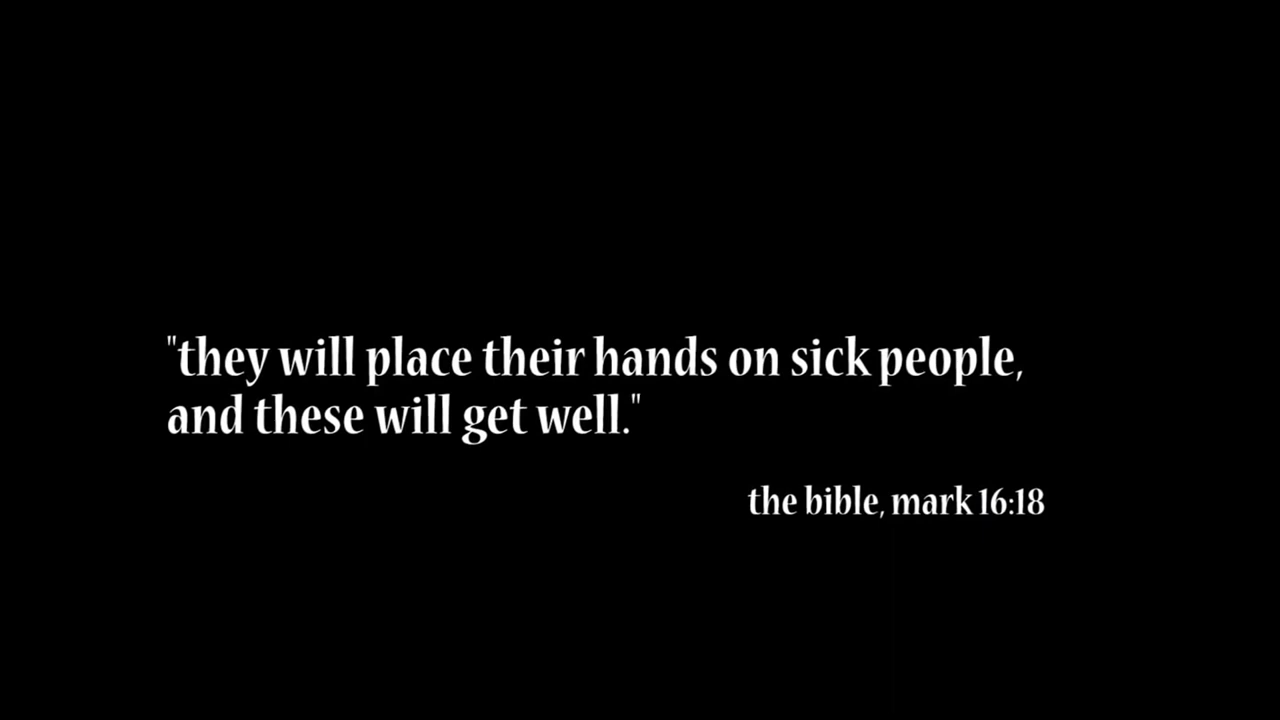 "they will place their hands on sick people,
and these will get well."
the bible, mark 16:18